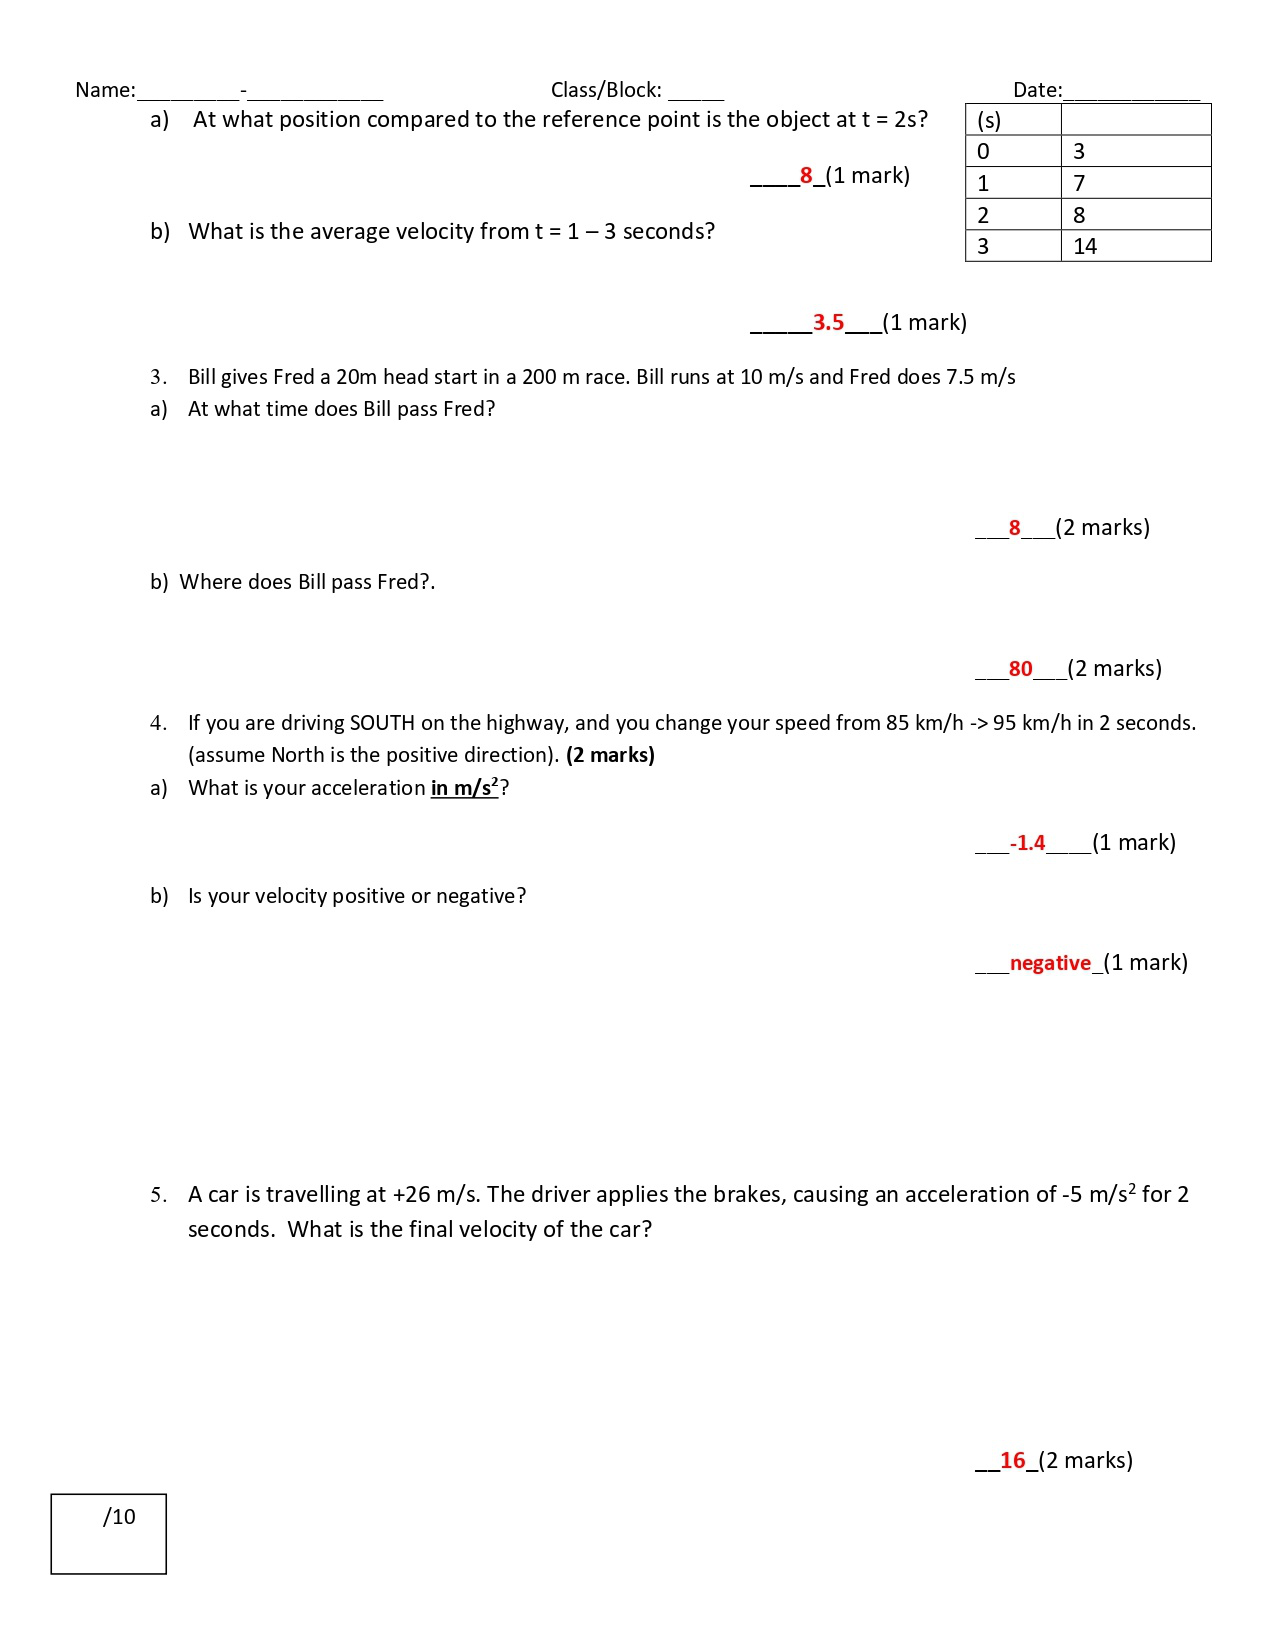 Name:_________-____________ Class/Block: _____ Date:____________
a) At what position compared to the reference point is the object at t = 2s?
(s)
0 3
1 7
2 8
3 14
____8_(1 mark)
b) What is the average velocity from t = 1 – 3 seconds?
_____3.5___(1 mark)
3. Bill gives Fred a 20m head start in a 200 m race. Bill runs at 10 m/s and Fred does 7.5 m/s
a) At what time does Bill pass Fred?
___8___(2 marks)
b) Where does Bill pass Fred?.
___80___(2 marks)
4. If you are driving SOUTH on the highway, and you change your speed from 85 km/h -> 95 km/h in 2 seconds.
(assume North is the positive direction). (2 marks)
a) What is your acceleration in m/s²?
___-1.4____(1 mark)
b) Is your velocity positive or negative?
___negative_(1 mark)
5. A car is travelling at +26 m/s. The driver applies the brakes, causing an acceleration of -5 m/s² for 2
seconds. What is the final velocity of the car?
__16_(2 marks)
/10